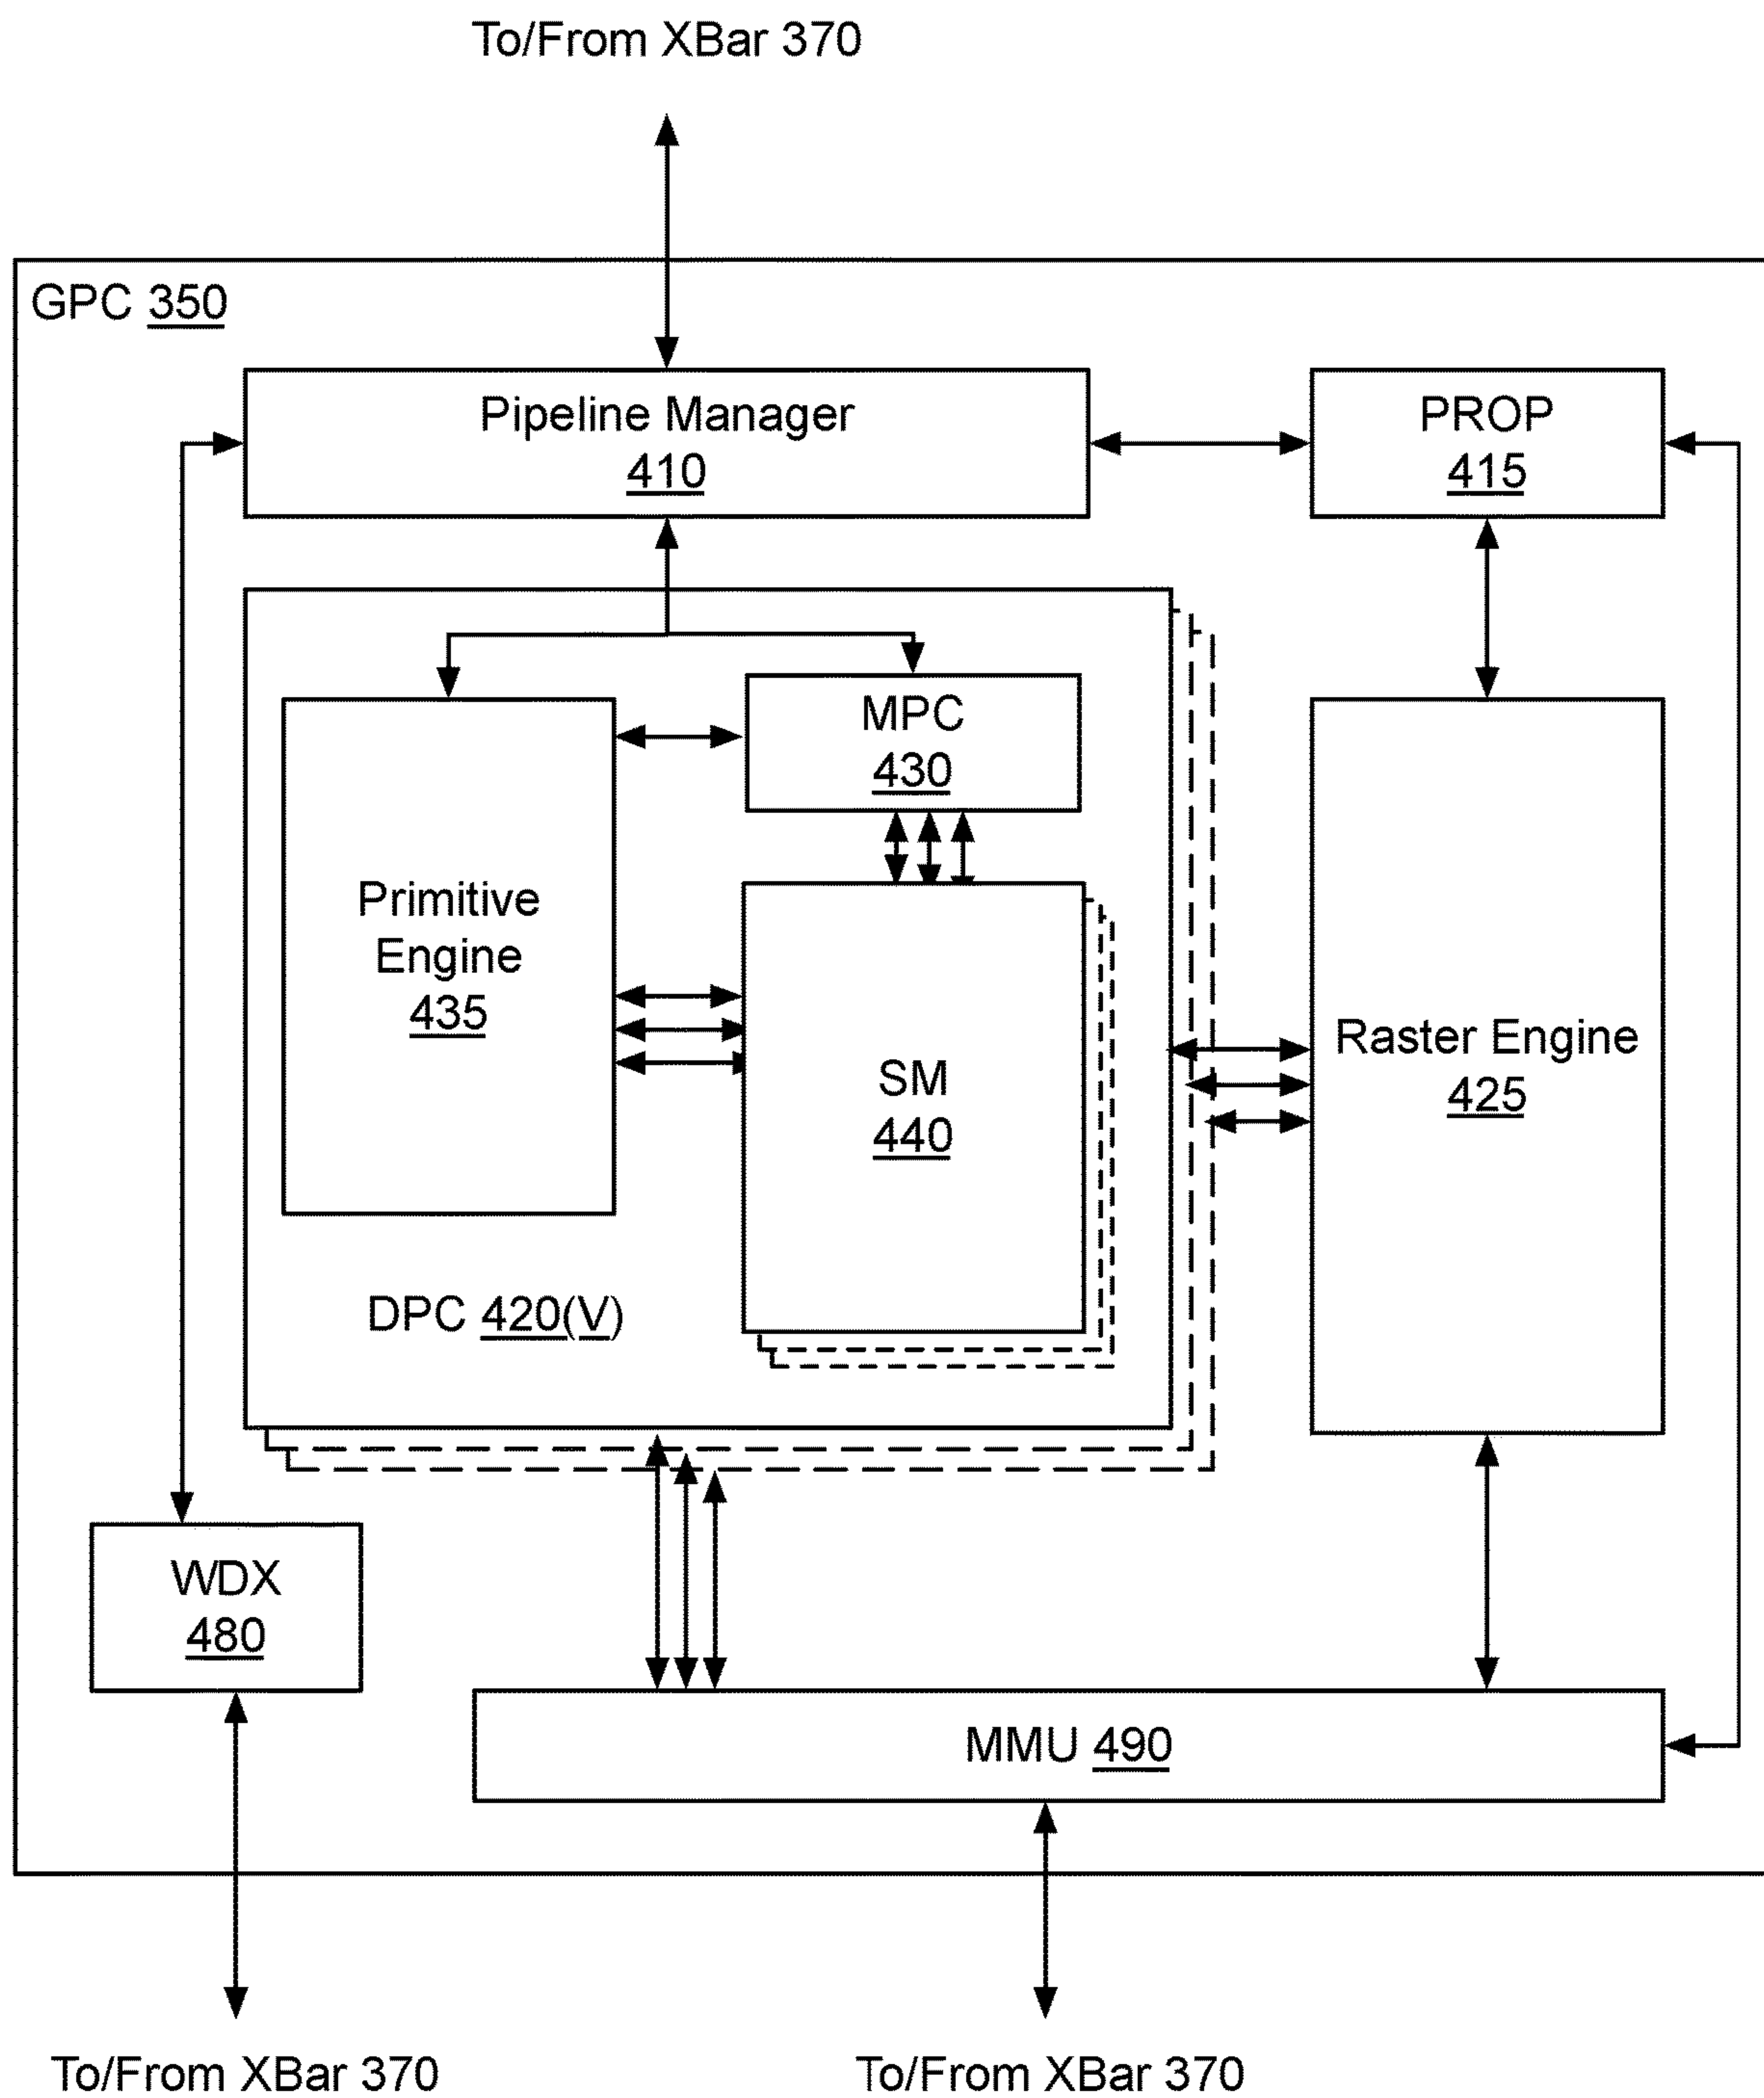 To/From XBar 370
GPC 350
Pipeline Manager
410
PROP
415
MPC
430
Primitive
Engine
435
SM
440
Raster Engine
425
DPC 420(V)
WDX
480
MMU 490
To/From XBar 370
To/From XBar 370